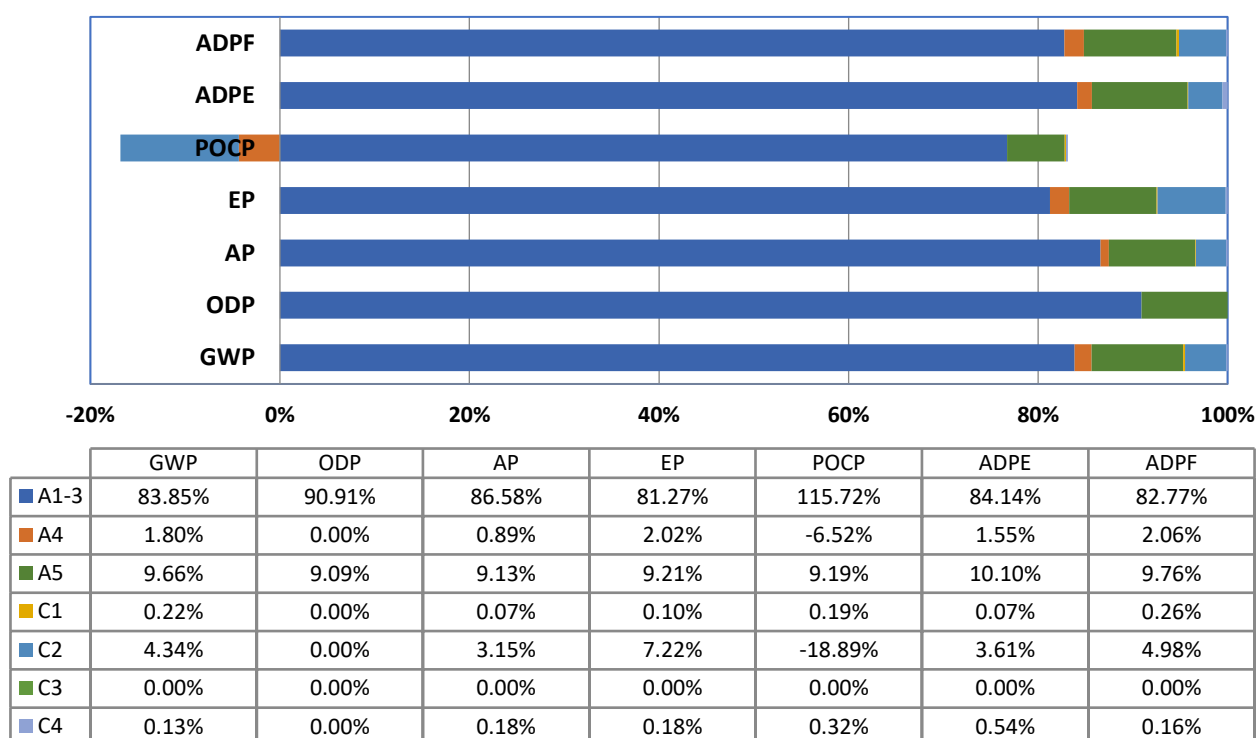 ADPF
ADPE
POCP
EP
AP
ODP
GWP
-20% 0% 20% 40% 60% 80% 100%
GWP ODP AP EP POCP ADPE ADPF
A1-3 83.85% 90.91% 86.58% 81.27% 115.72% 84.14% 82.77%
A4 1.80% 0.00% 0.89% 2.02% -6.52% 1.55% 2.06%
A5 9.66% 9.09% 9.13% 9.21% 9.19% 10.10% 9.76%
C1 0.22% 0.00% 0.07% 0.10% 0.19% 0.07% 0.26%
C2 4.34% 0.00% 3.15% 7.22% -18.89% 3.61% 4.98%
C3 0.00% 0.00% 0.00% 0.00% 0.00% 0.00% 0.00%
C4 0.13% 0.00% 0.18% 0.18% 0.32% 0.54% 0.16%